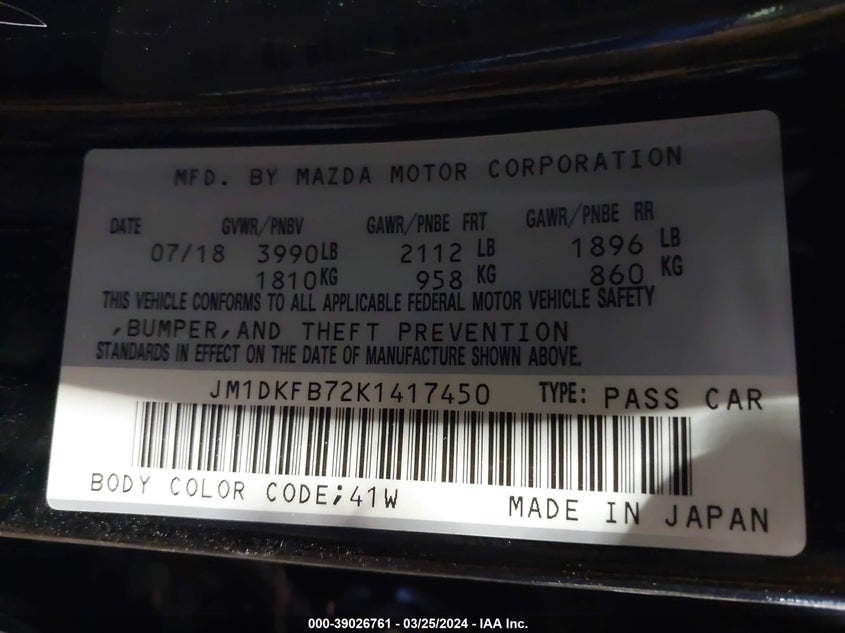 MFD. BY MAZDA MOTOR CORPORATION
DATE GVWR/PNBV GAWR/PNBE FRT GAWR/PNBE RR
07/18 3990LB 2112 LB 1896 LB
1810KG 958 KG 860 KG
THIS VEHICLE CONFORMS TO ALL APPLICABLE FEDERAL MOTOR VEHICLE SAFETY
,BUMPER,AND THEFT PREVENTION
STANDARDS IN EFFECT ON THE DATE OF MANUFACTURE SHOWN ABOVE.
JM1DKFB72K1417450 TYPE: PASS CAR
BODY COLOR CODE;41W MADE IN JAPAN
000-39026761 - 03/25/2024 - IAA Inc.